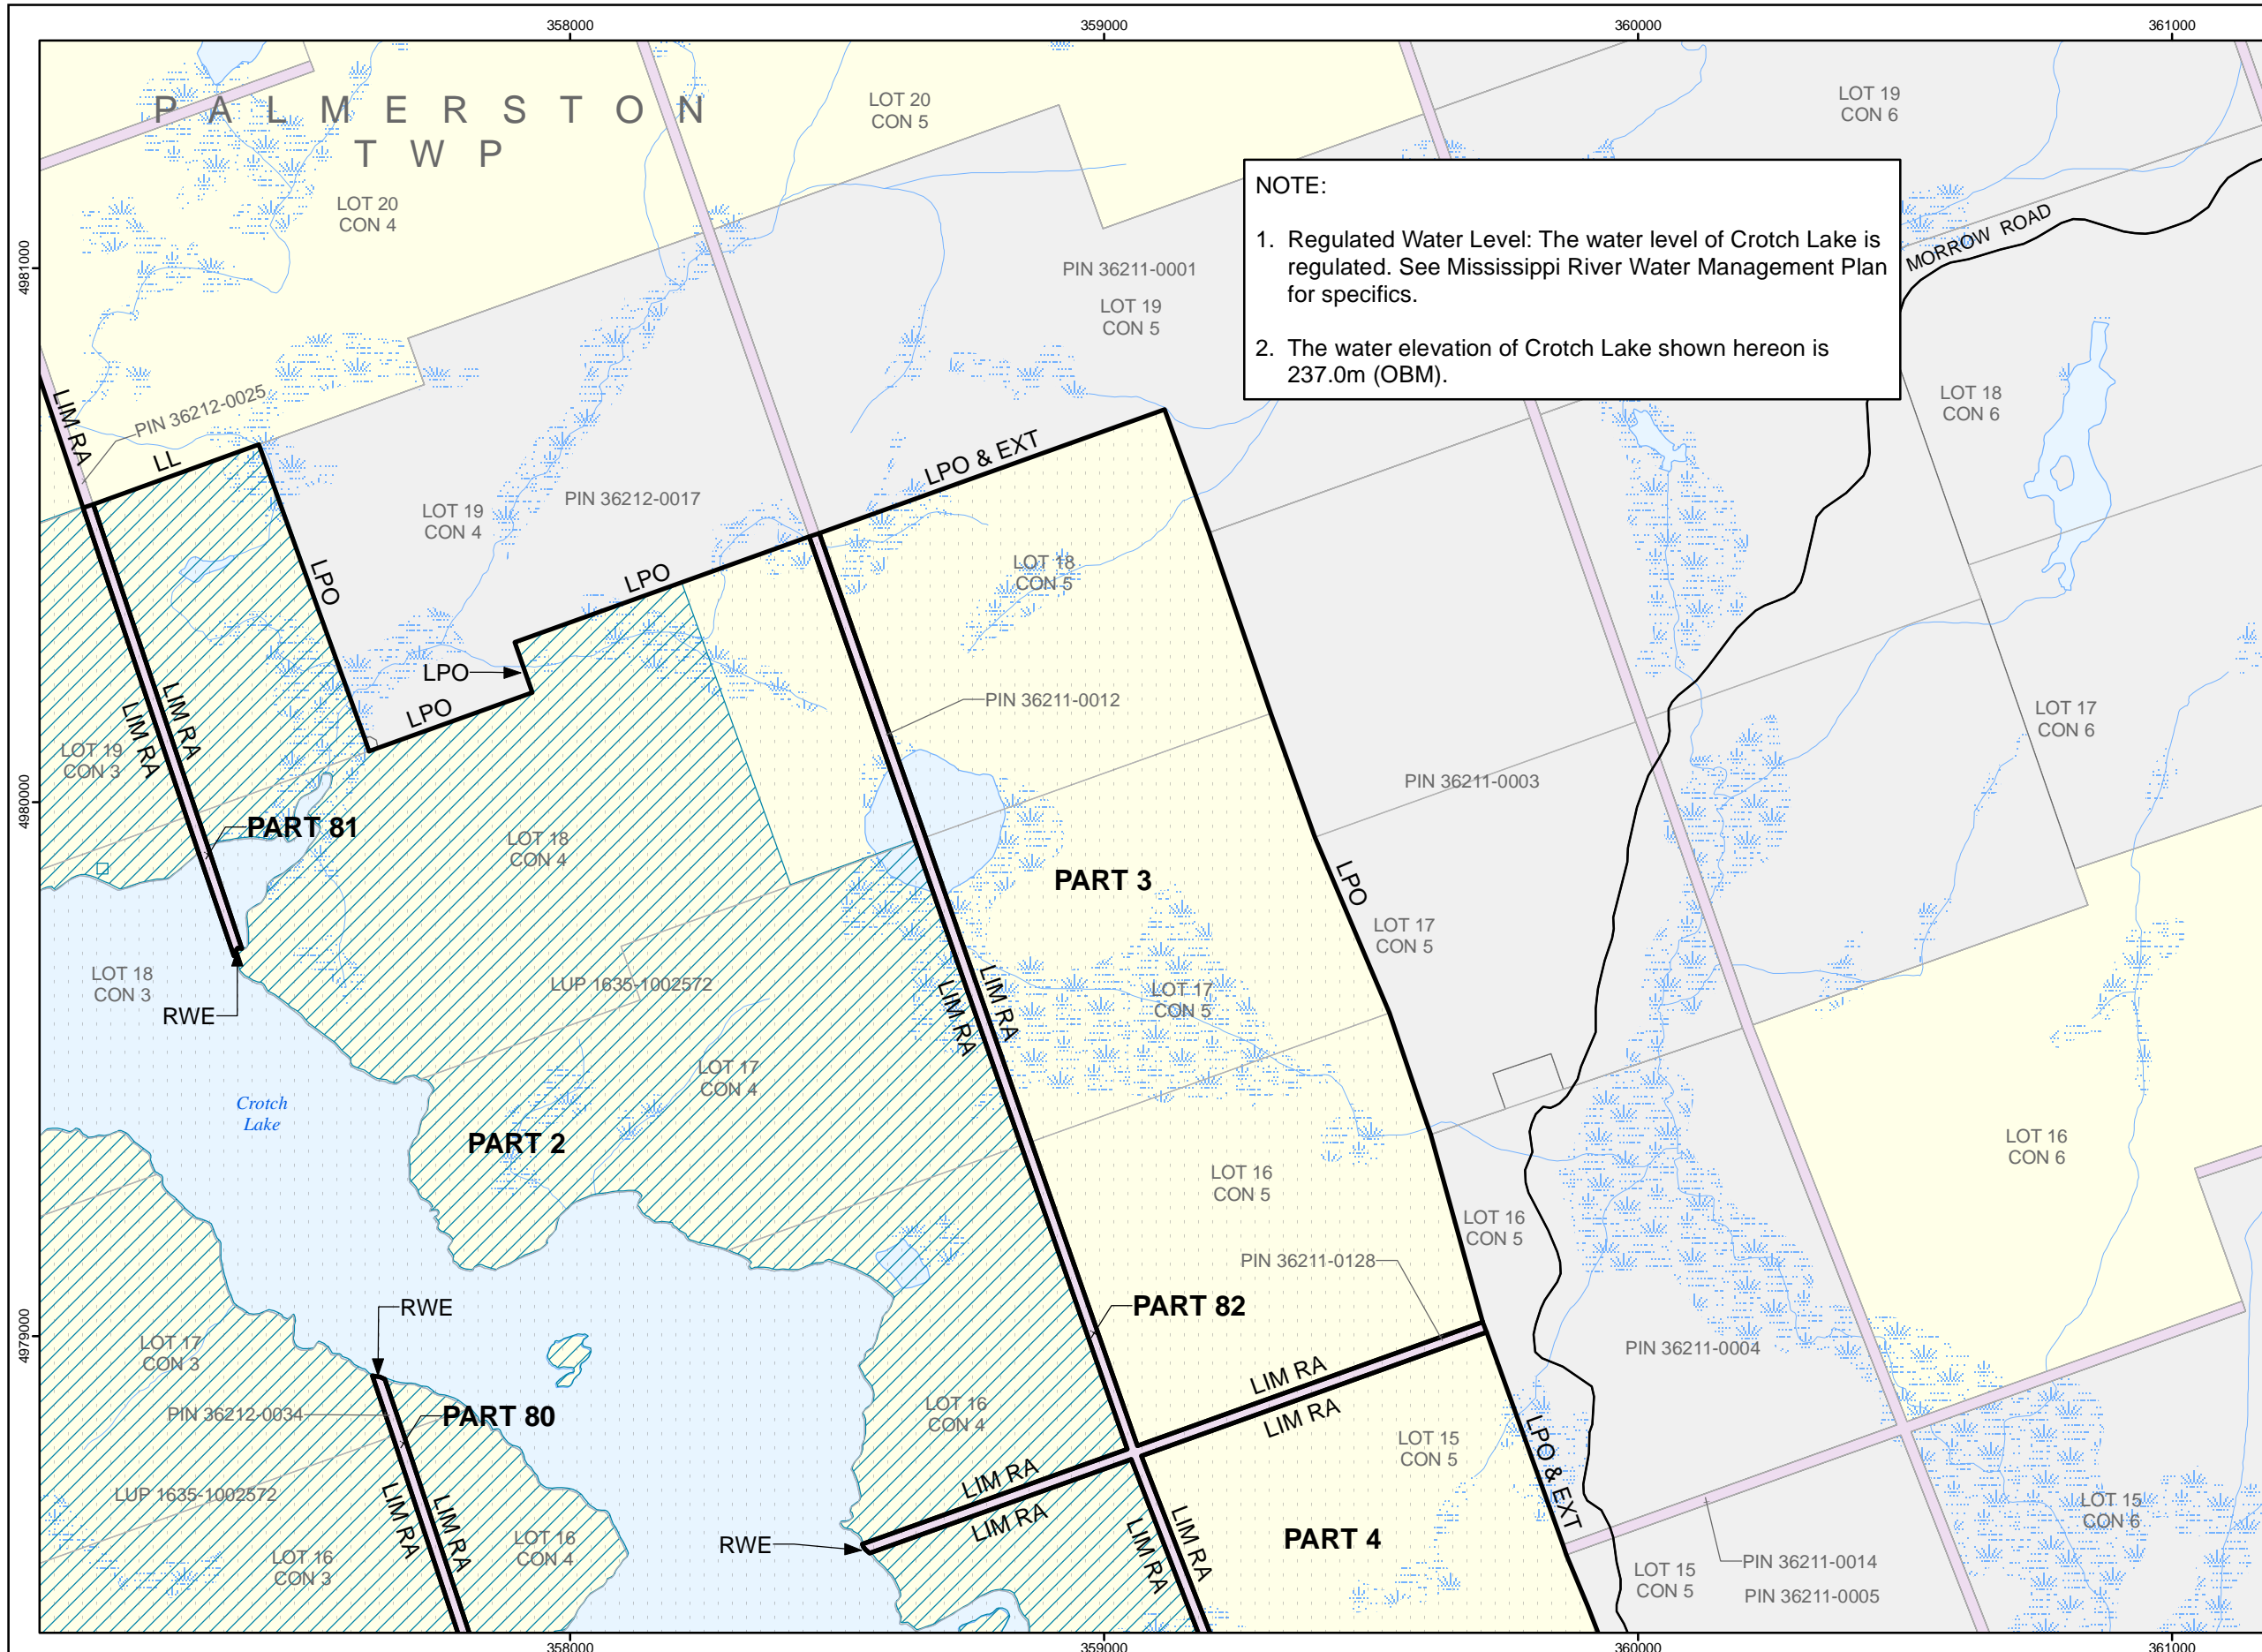 358000
359000
360000
361000
P A L M E R S T O N
T W P
LOT 20
CON 5
LOT 19
CON 6
LOT 20
CON 4
4981000
NOTE:
1. Regulated Water Level: The water level of Crotch Lake is
regulated. See Mississippi River Water Management Plan
for specifics.
2. The water elevation of Crotch Lake shown hereon is
237.0m (OBM).
MORROW ROAD
PIN 36211-0001
LOT 19
CON 5
LIM RA
PIN 36212-0025
LL
LPO & EXT
LOT 18
CON 6
LOT 19
CON 4
PIN 36212-0017
LPO
LPO
LOT 18
CON 5
LPO
LPO
PIN 36211-0012
LIM RA
LIM RA
LOT 19
CON 3
LOT 17
CON 6
4980000
PIN 36211-0003
PART 81
LOT 18
CON 4
PART 3
LPO
LOT 17
CON 5
LOT 18
CON 3
RWE
LUP 1635-1002572
LIM RA
LIM RA
LOT 17
CON 5
LOT 17
CON 4
Crotch
Lake
PART 2
LOT 16
CON 6
LOT 16
CON 5
LOT 16
CON 5
PIN 36211-0128
4979000
RWE
PART 82
LOT 17
CON 3
PIN 36211-0004
LIM RA
LIM RA
PIN 36212-0034
PART 80
LOT 16
CON 4
LOT 15
CON 5
LPO & EXT
LUP 1635-1002572
LIM RA
LIM RA
LIM RA
LIM RA
LOT 16
CON 3
LOT 16
CON 4
RWE
LIM RA
LIM RA
PART 4
LOT 15
CON 6
LOT 15
CON 5
PIN 36211-0014
PIN 36211-0005
358000
359000
360000
361000